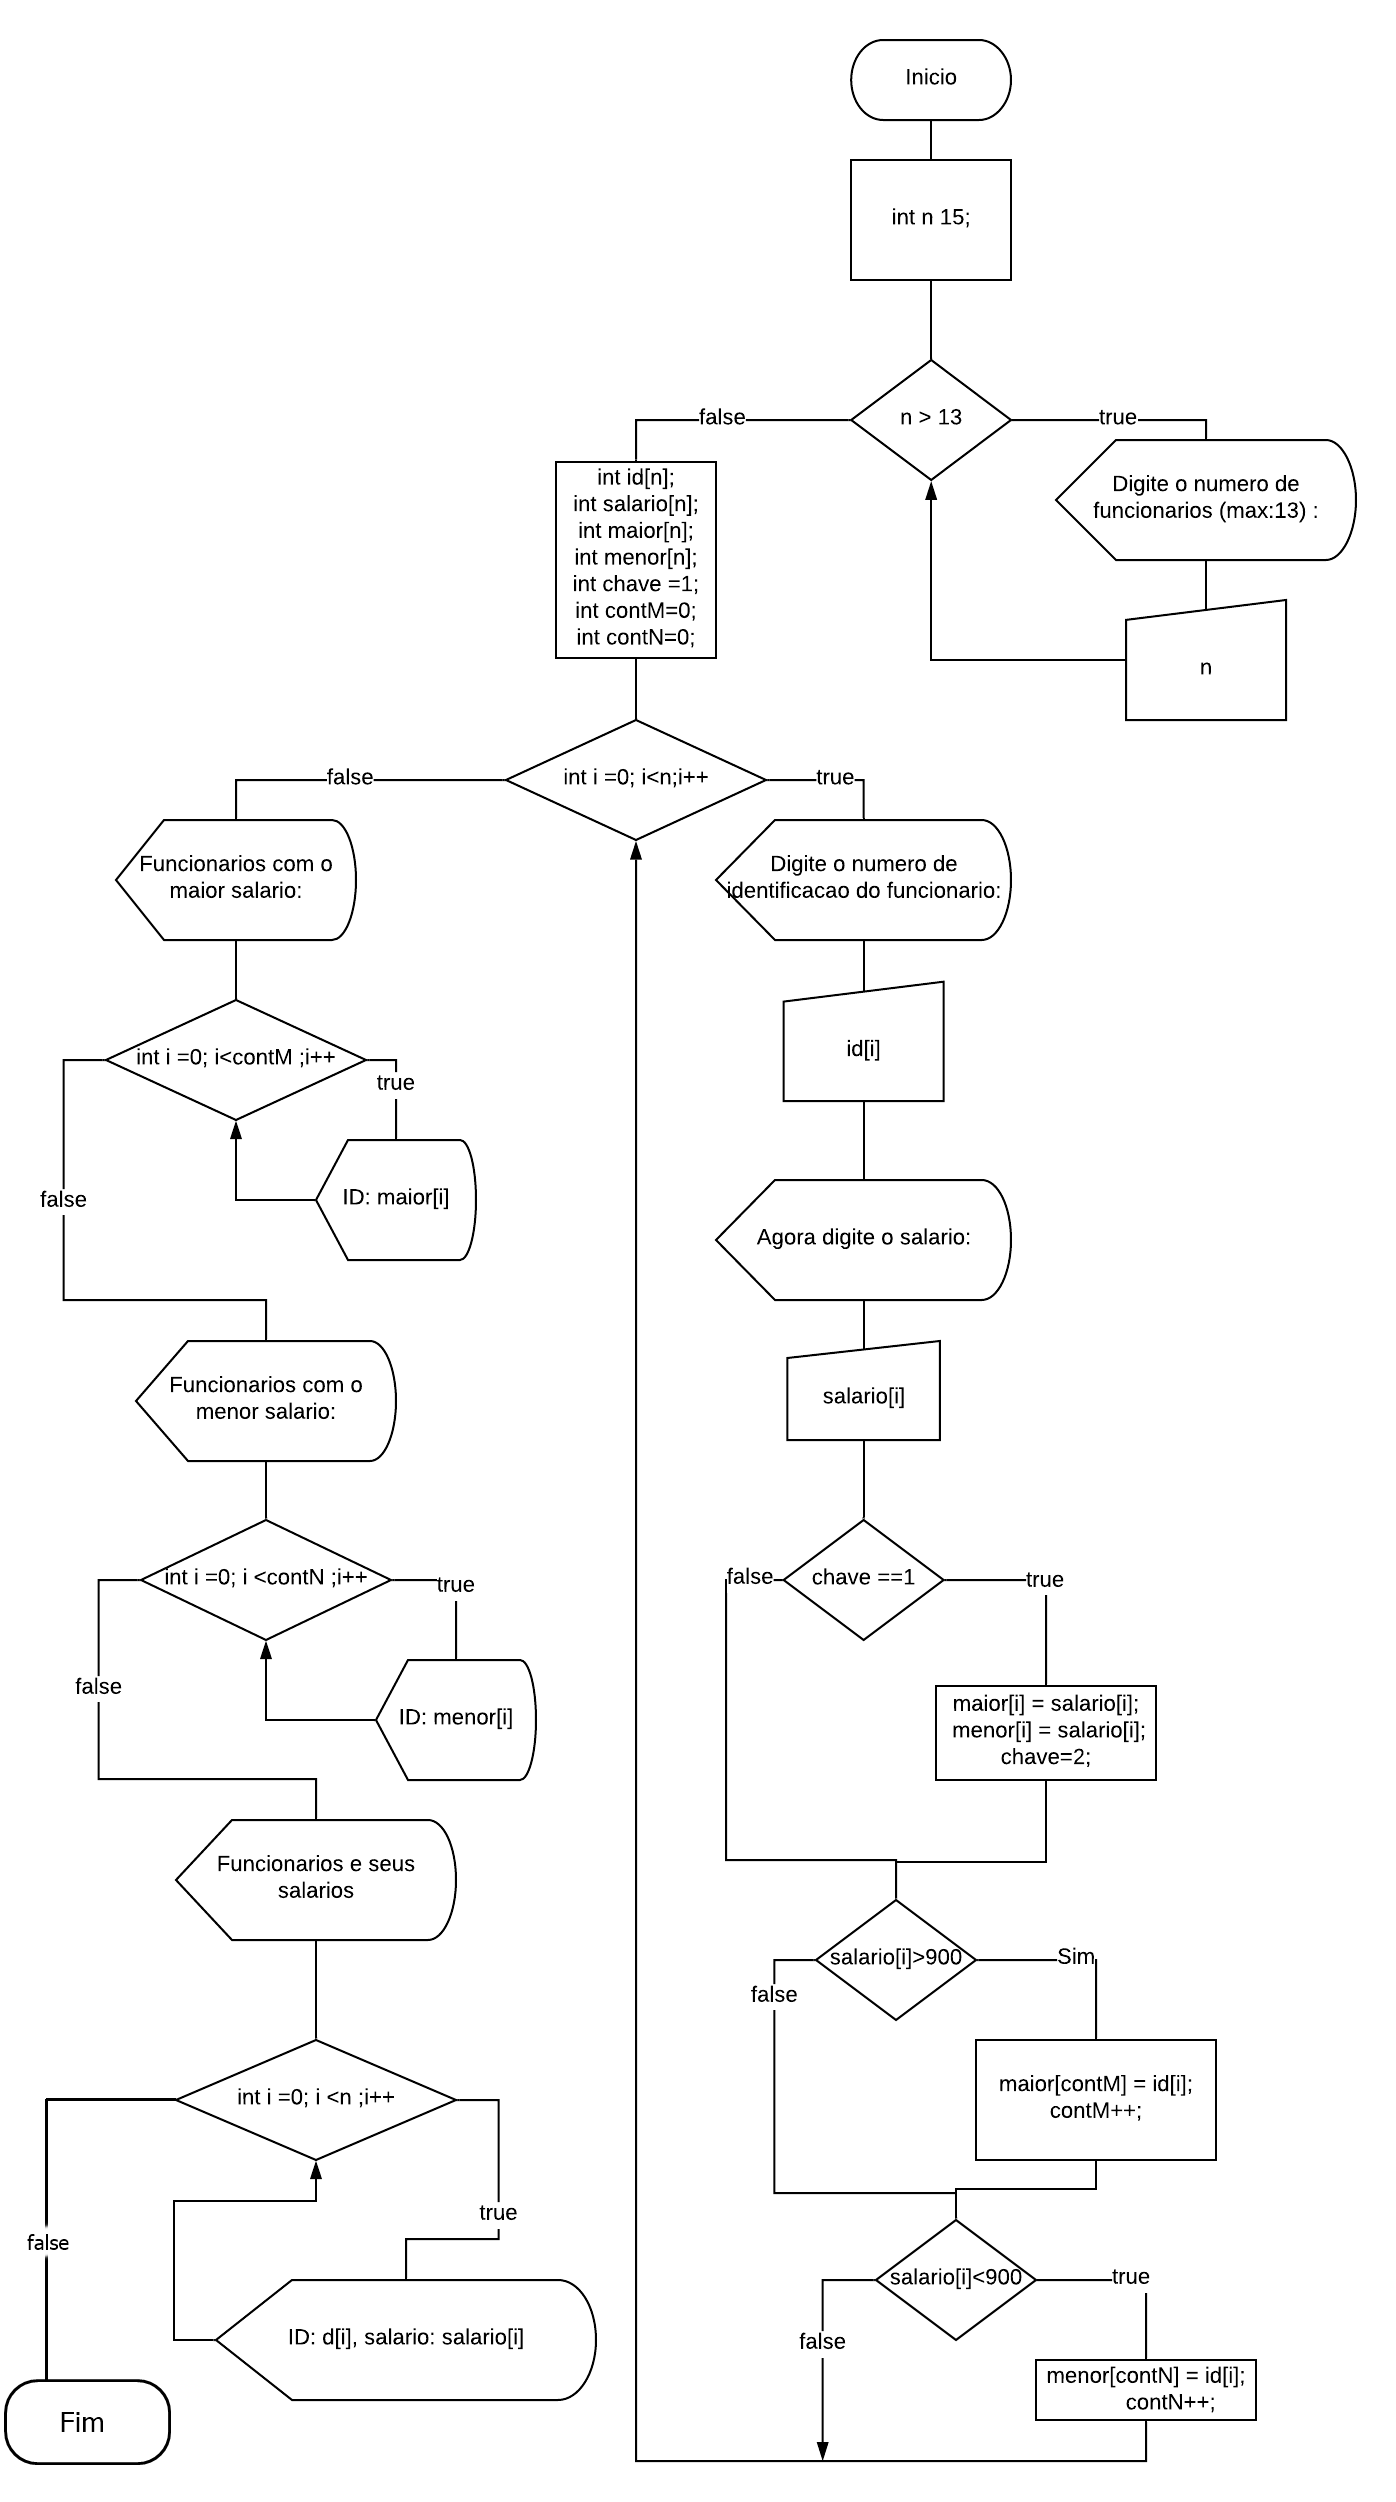 Inicio
int n 15;
n > 13
false
true
Digite o numero de
funcionarios (max:13) :
n
int id[n];
int salario[n];
int maior[n];
int menor[n];
int chave =1;
int contM=0;
int contN=0;
int i =0; i<n;i++
false
true
Digite o numero de
identificacao do funcionario:
id[i]
Agora digite o salario:
salario[i]
chave ==1
false
true
maior[i] = salario[i];
menor[i] = salario[i];
chave=2;
salario[i]>900
false
Sim
maior[contM] = id[i];
contM++;
salario[i]<900
false
true
menor[contN] = id[i];
contN++;
Funcionarios com o
maior salario:
int i =0; i<contM ;i++
true
false
ID: maior[i]
Funcionarios com o
menor salario:
int i =0; i <contN ;i++
true
false
ID: menor[i]
Funcionarios e seus
salarios
int i =0; i <n ;i++
true
false
ID: d[i], salario: salario[i]
Fim